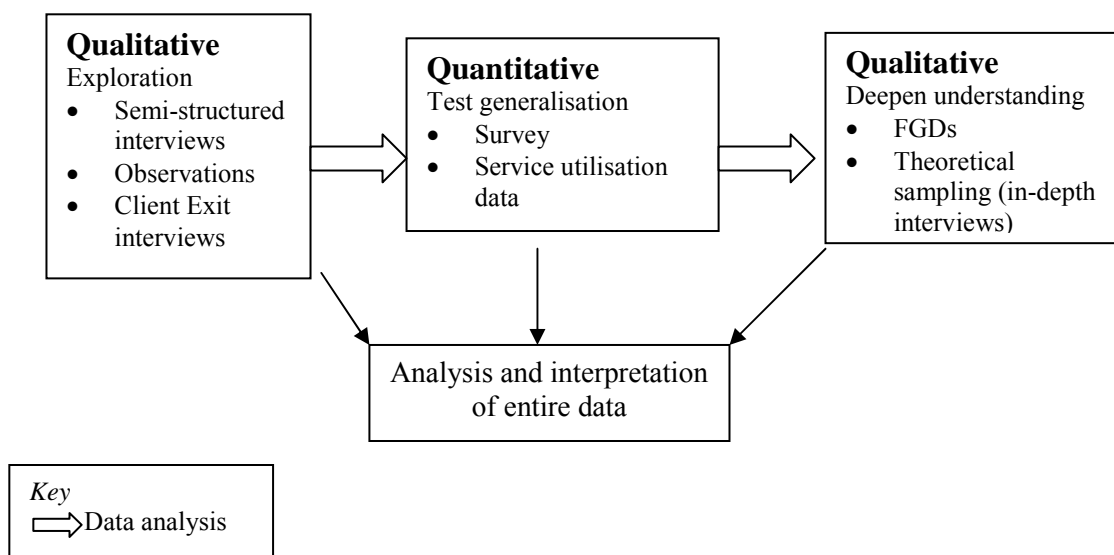 Qualitative
Exploration
• Semi-structured
interviews
• Observations
• Client Exit
interviews
Quantitative
Test generalisation
• Survey
• Service utilisation
data
Qualitative
Deepen understanding
• FGDs
• Theoretical
sampling (in-depth
interviews)
Analysis and interpretation
of entire data
Key
Data analysis